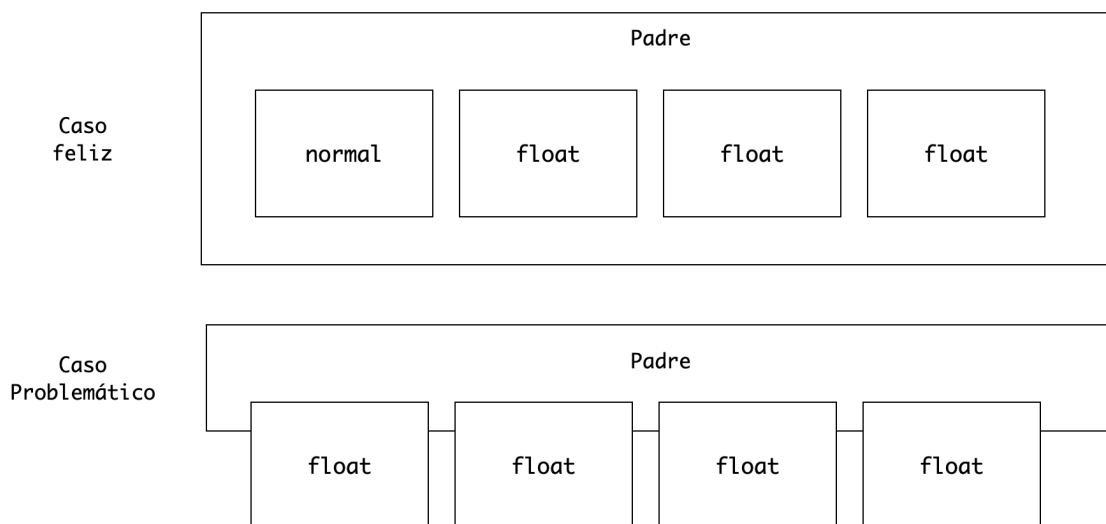 Padre
Caso
feliz
normal
float
float
float
Caso
Problemático
Padre
float
float
float
float